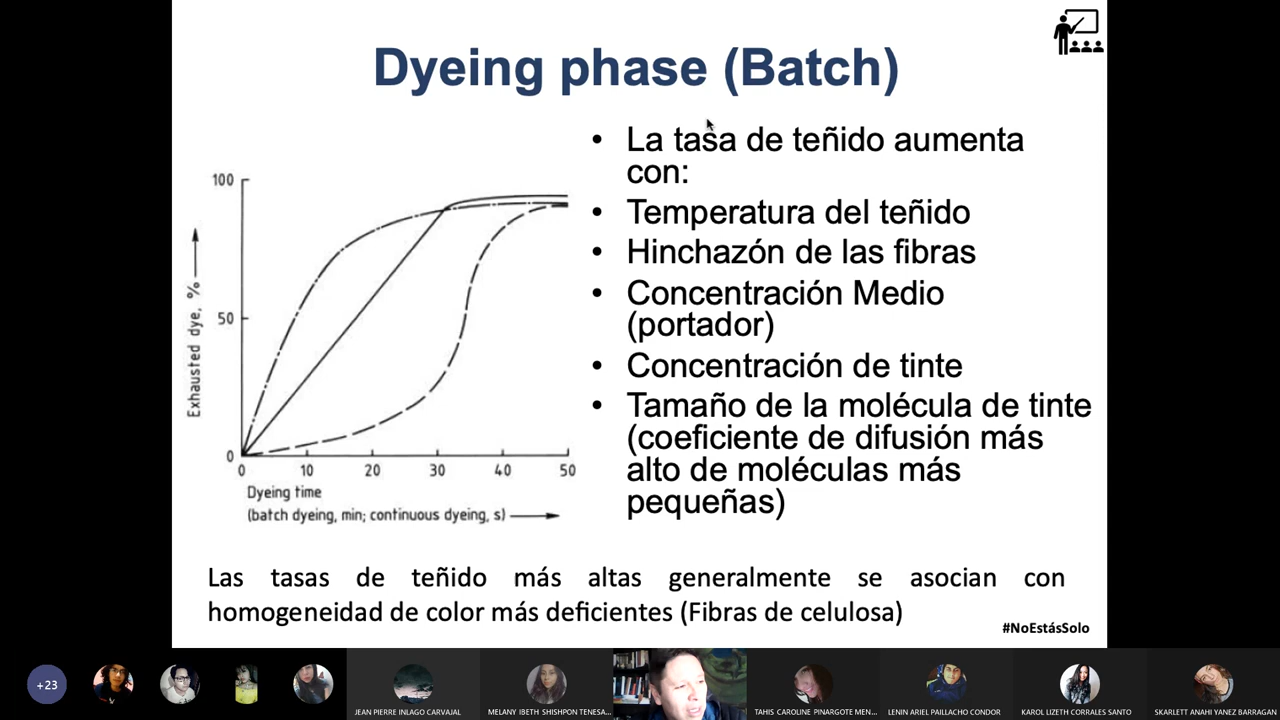 Dyeing phase (Batch)
• La tasa de teñido aumenta
con:
• Temperatura del teñido
• Hinchazón de las fibras
• Concentración Medio
(portador)
• Concentración de tinte
• Tamaño de la molécula de tinte
(coeficiente de difusión más
alto de moléculas más
pequeñas)
100
50
0
Exhausted dye, %
0 10 20 30 40 50
Dyeing time
(batch dyeing, min; continuous dyeing, s)
Las tasas de teñido más altas generalmente se asocian con
homogeneidad de color más deficientes (Fibras de celulosa)
#NoEstásSolo
+23
JEAN PIERRE INLAGO CARVAJAL
MELANY IBETH SHISHPON TENESA...
TAHIS CAROLINE PINARGOTE MEN...
LENIN ARIEL PAILLACHO CONDOR
KAROL LIZETH CORRALES SANTO
SKARLETT ANAHI YANEZ BARRAGAN